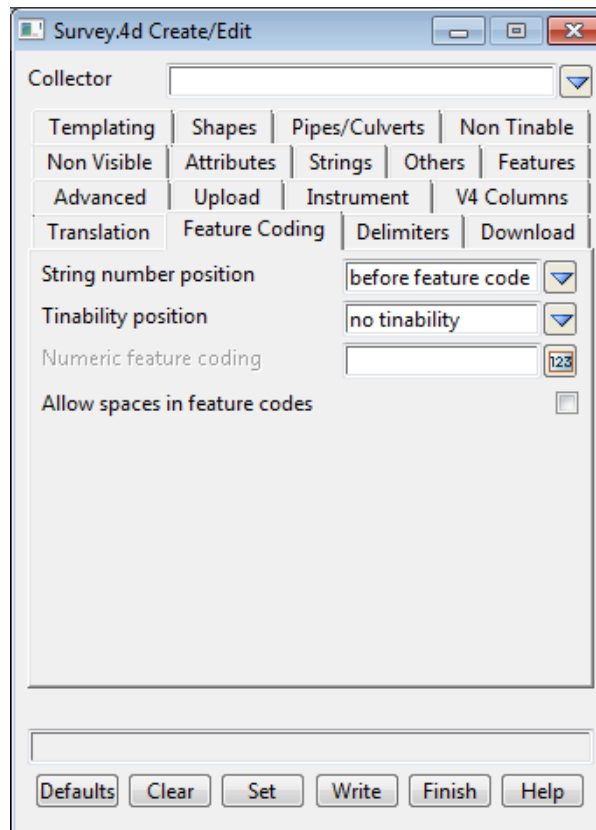 Survey.4d Create/Edit
Collector
Templating Shapes Pipes/Culverts Non Tinable
Non Visible Attributes Strings Others Features
Advanced Upload Instrument V4 Columns
Translation Feature Coding Delimiters Download
String number position before feature code
Tinability position no tinability
Numeric feature coding 123
Allow spaces in feature codes
Defaults Clear Set Write Finish Help